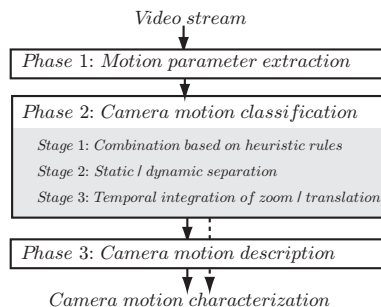 Video stream
Phase 1: Motion parameter extraction
Phase 2: Camera motion classification
Stage 1: Combination based on heuristic rules
Stage 2: Static / dynamic separation
Stage 3: Temporal integration of zoom / translation
Phase 3: Camera motion description
Camera motion characterization